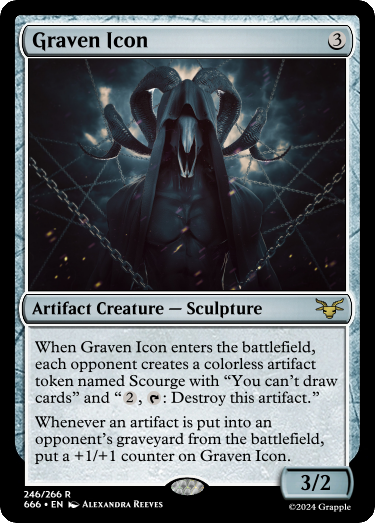 Graven Icon 3
Artifact Creature — Sculpture
When Graven Icon enters the battlefield,
each opponent creates a colorless artifact
token named Scourge with “You can’t draw
cards” and “2, : Destroy this artifact.”
Whenever an artifact is put into an
opponent’s graveyard from the battlefield,
put a +1/+1 counter on Graven Icon.
3/2
246/266 R
666 • EN Alexandra Reeves
©2024 Grapple